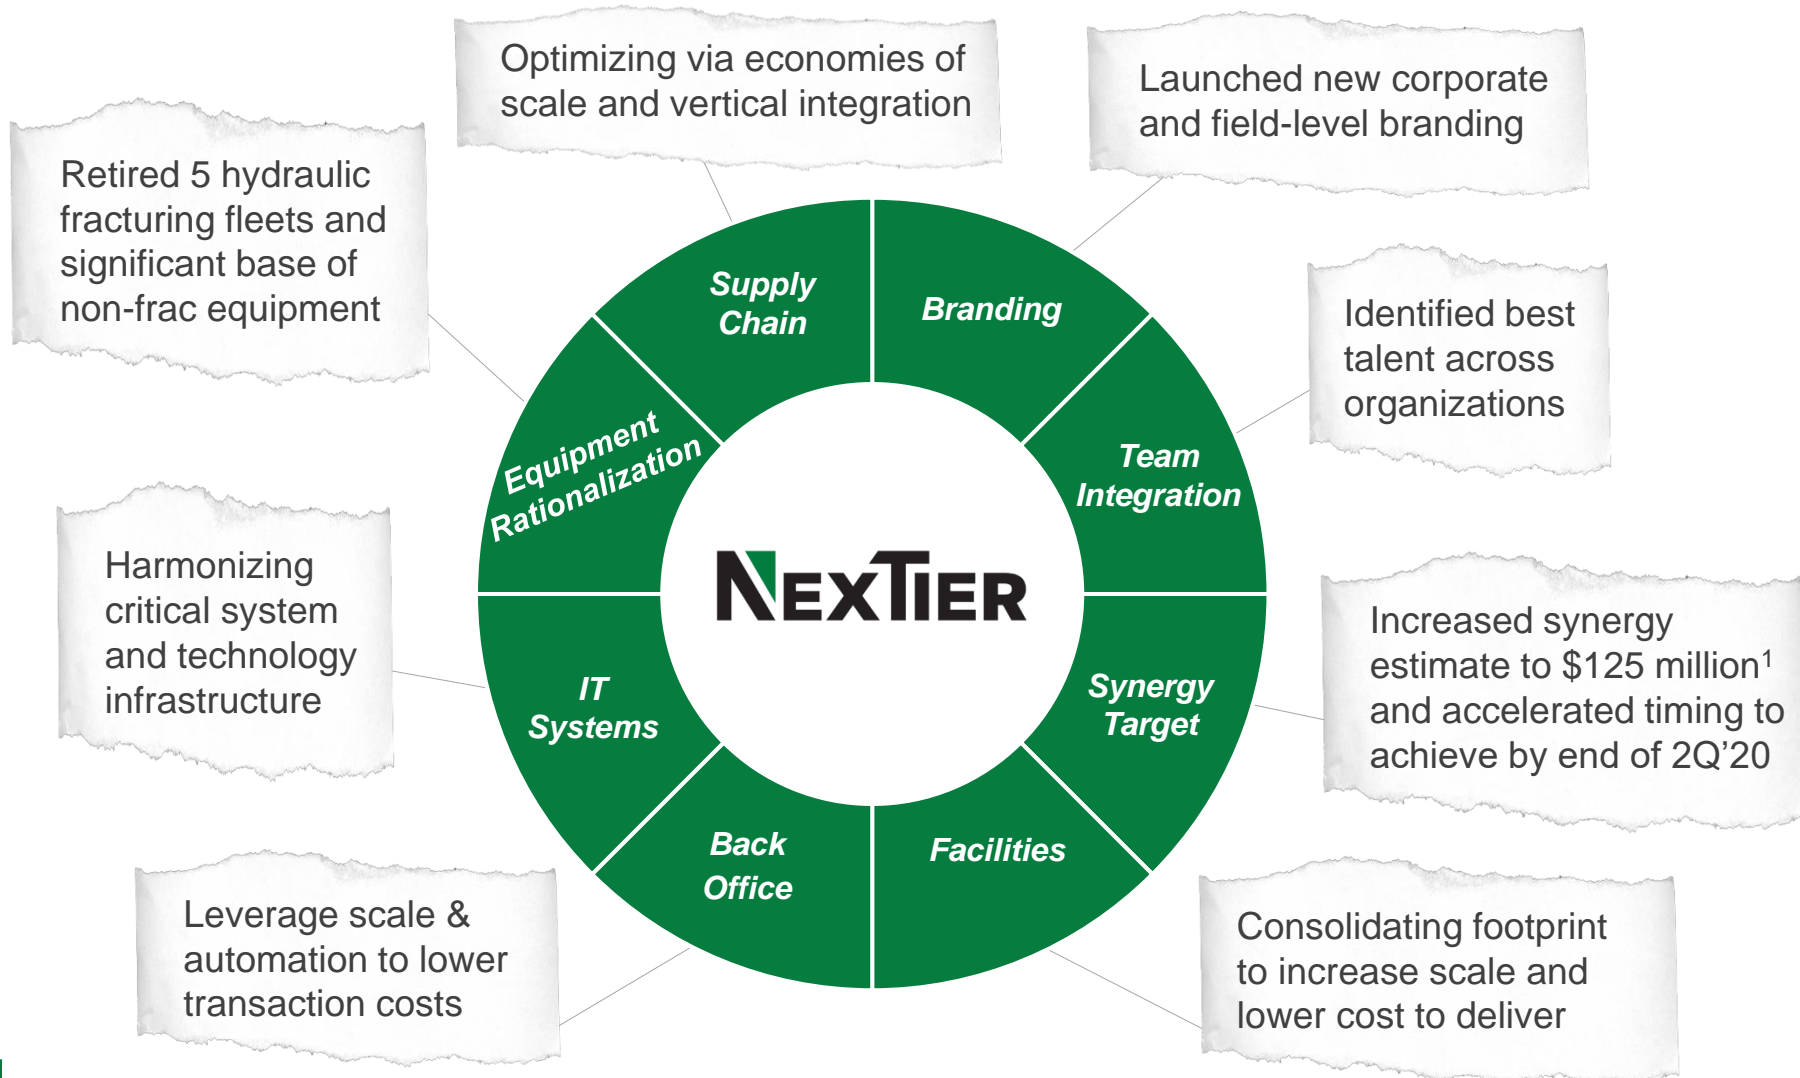 Optimizing via economies of
scale and vertical integration
Launched new corporate
and field-level branding
Retired 5 hydraulic
fracturing fleets and
significant base of
non-frac equipment
Supply
Chain
Branding
Identified best
talent across
organizations
Equipment
Rationalization
Team
Integration
NEXTIER
Harmonizing
critical system
and technology
infrastructure
IT
Systems
Synergy
Target
Increased synergy
estimate to $125 million¹
and accelerated timing to
achieve by end of 2Q’20
Back
Office
Facilities
Leverage scale &
automation to lower
transaction costs
Consolidating footprint
to increase scale and
lower cost to deliver